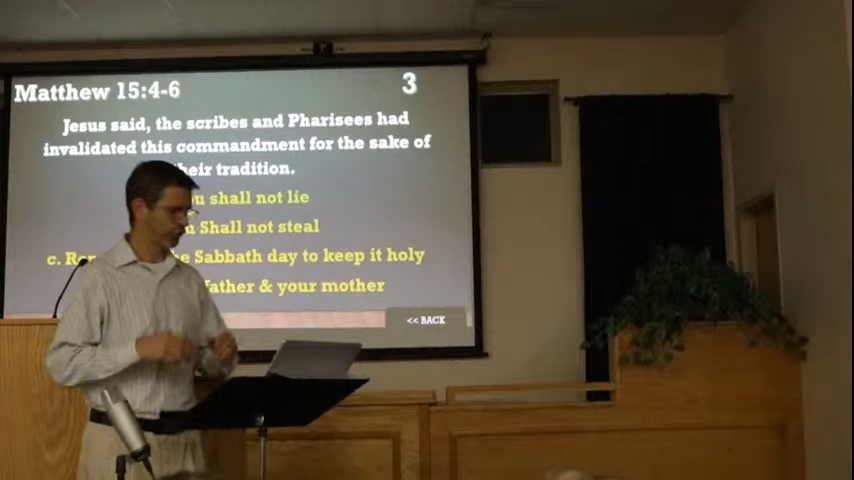 Matthew 15:4-6
3
Jesus said, the scribes and Pharisees had
invalidated this commandment for the sake of
their tradition.
shall not lie
Shall not steal
c. the Sabbath day to keep it holy
father & your mother
<< BACK